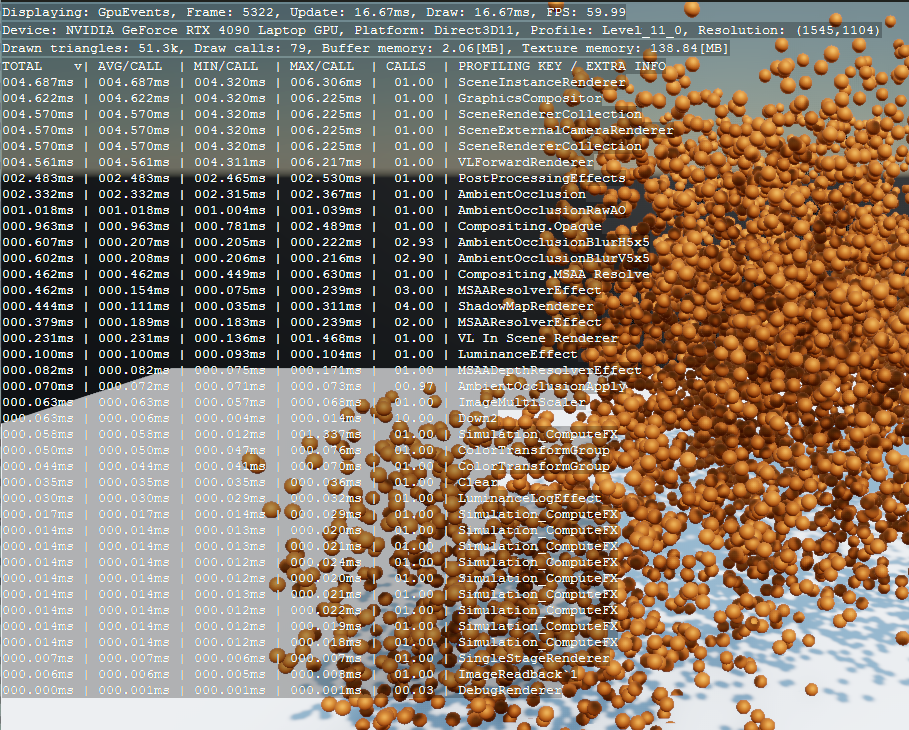 Displaying: GpuEvents, Frame: 5322, Update: 16.67ms, Draw: 16.67ms, FPS: 59.99
Device: NVIDIA GeForce RTX 4090 Laptop GPU, Platform: Direct3D11, Profile: Level_11_0, Resolution: (1545,1104)
Drawn triangles: 51.3k, Draw calls: 79, Buffer memory: 2.06[MB], Texture memory: 138.84[MB]
TOTAL ▽| AVG/CALL | MIN/CALL | MAX/CALL | CALLS | PROFILING KEY / EXTRA INFO
004.687ms | 004.687ms | 004.320ms | 006.306ms | 01.00 | SceneInstanceRenderer
004.622ms | 004.622ms | 004.320ms | 006.225ms | 01.00 | GraphicsCompositor
004.570ms | 004.570ms | 004.320ms | 006.225ms | 01.00 | SceneRendererCollection
004.570ms | 004.570ms | 004.320ms | 006.225ms | 01.00 | SceneExternalCameraRenderer
004.570ms | 004.570ms | 004.320ms | 006.225ms | 01.00 | SceneRendererCollection
004.561ms | 004.561ms | 004.311ms | 006.217ms | 01.00 | VLForwardRenderer
002.483ms | 002.483ms | 002.465ms | 002.530ms | 01.00 | PostProcessingEffects
002.332ms | 002.332ms | 002.315ms | 002.367ms | 01.00 | AmbientOcclusion
001.018ms | 001.018ms | 001.004ms | 001.039ms | 01.00 | AmbientOcclusionRawAO
000.963ms | 000.963ms | 000.781ms | 002.489ms | 01.00 | Compositing.Opaque
000.607ms | 000.207ms | 000.205ms | 000.222ms | 02.93 | AmbientOcclusionBlurH5x5
000.602ms | 000.208ms | 000.206ms | 000.216ms | 02.90 | AmbientOcclusionBlurV5x5
000.462ms | 000.462ms | 000.449ms | 000.630ms | 01.00 | Compositing.MSAA Resolve
000.462ms | 000.154ms | 000.075ms | 000.239ms | 03.00 | MSAAResolverEffect
000.444ms | 000.111ms | 000.035ms | 000.311ms | 04.00 | ShadowMapRenderer
000.379ms | 000.189ms | 000.183ms | 000.239ms | 02.00 | MSAAResolverEffect
000.231ms | 000.231ms | 000.136ms | 001.468ms | 01.00 | VL In Scene Renderer
000.100ms | 000.100ms | 000.093ms | 000.104ms | 01.00 | LuminanceEffect
000.082ms | 000.082ms | 000.075ms | 000.171ms | 01.00 | MSAADepthResolverEffect
000.070ms | 000.072ms | 000.071ms | 000.073ms | 00.97 | AmbientOcclusionApply
000.063ms | 000.063ms | 000.057ms | 000.068ms | 01.00 | ImageMultiScaler
000.063ms | 000.006ms | 000.004ms | 000.014ms | 10.00 | Down2
000.058ms | 000.058ms | 000.012ms | 000.337ms | 01.00 | Simulation_ComputeFX
000.050ms | 000.050ms | 000.047ms | 000.076ms | 01.00 | ColorTransformGroup
000.044ms | 000.044ms | 000.041ms | 000.070ms | 01.00 | ColorTransformGroup
000.035ms | 000.035ms | 000.035ms | 000.036ms | 01.00 | Clear
000.030ms | 000.030ms | 000.029ms | 000.032ms | 01.00 | LuminanceLogEffect
000.017ms | 000.017ms | 000.014ms | 000.029ms | 01.00 | Simulation_ComputeFX
000.014ms | 000.014ms | 000.013ms | 000.020ms | 01.00 | Simulation_ComputeFX
000.014ms | 000.014ms | 000.013ms | 000.021ms | 01.00 | Simulation_ComputeFX
000.014ms | 000.014ms | 000.012ms | 000.024ms | 01.00 | Simulation_ComputeFX
000.014ms | 000.014ms | 000.012ms | 000.020ms | 01.00 | Simulation_ComputeFX
000.014ms | 000.014ms | 000.013ms | 000.021ms | 01.00 | Simulation_ComputeFX
000.014ms | 000.014ms | 000.012ms | 000.022ms | 01.00 | Simulation_ComputeFX
000.014ms | 000.014ms | 000.012ms | 000.019ms | 01.00 | Simulation_ComputeFX
000.014ms | 000.014ms | 000.012ms | 000.018ms | 01.00 | Simulation_ComputeFX
000.007ms | 000.007ms | 000.006ms | 000.007ms | 01.00 | SingleStageRenderer
000.006ms | 000.006ms | 000.005ms | 000.008ms | 01.00 | ImageReadback`1
000.000ms | 000.001ms | 000.001ms | 000.001ms | 00.03 | DebugRenderer